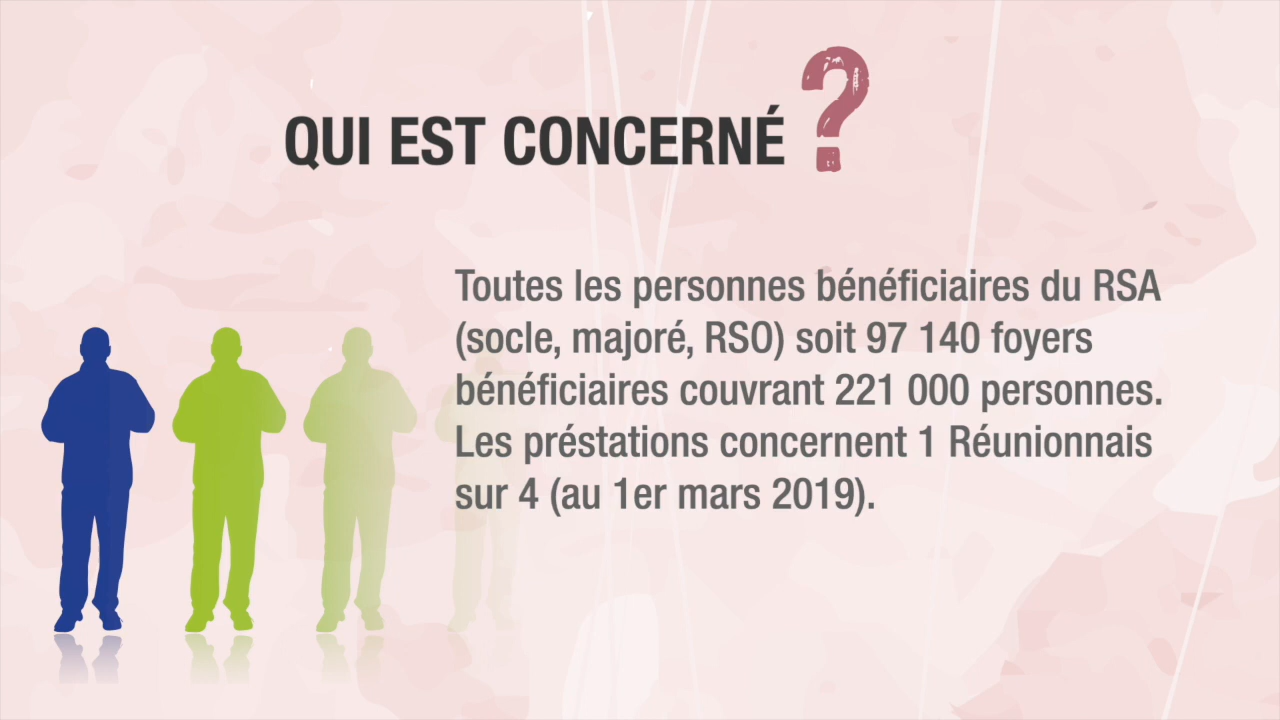 QUI EST CONCERNÉ ?
Toutes les personnes bénéficiaires du RSA
(socle, majoré, RSO) soit 97 140 foyers
bénéficiaires couvrant 221 000 personnes.
Les préstations concernent 1 Réunionnais
sur 4 (au 1er mars 2019).